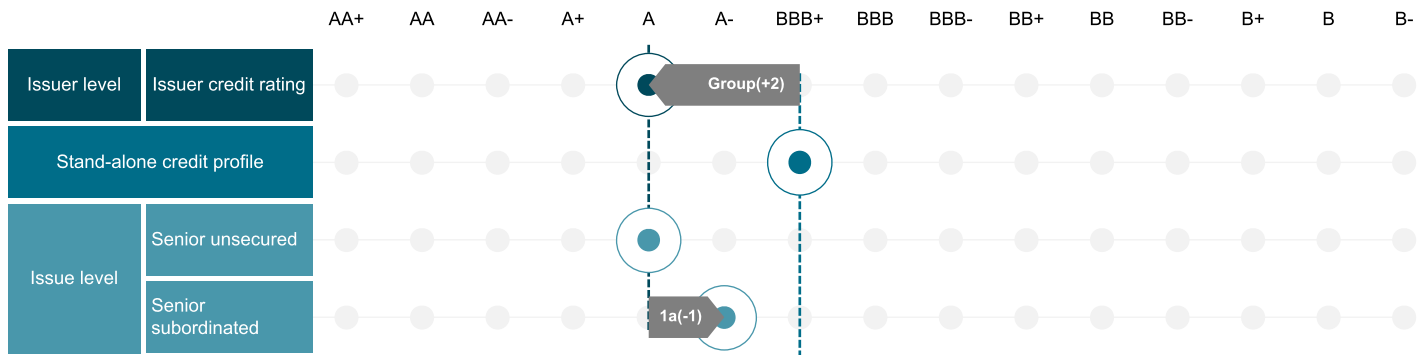 AA+ AA AA- A+ A A- BBB+ BBB BBB- BB+ BB BB- B+ B B-
Issuer level Issuer credit rating Group(+2)
Stand-alone credit profile
Senior unsecured
Issue level
Senior
subordinated
1a(-1)